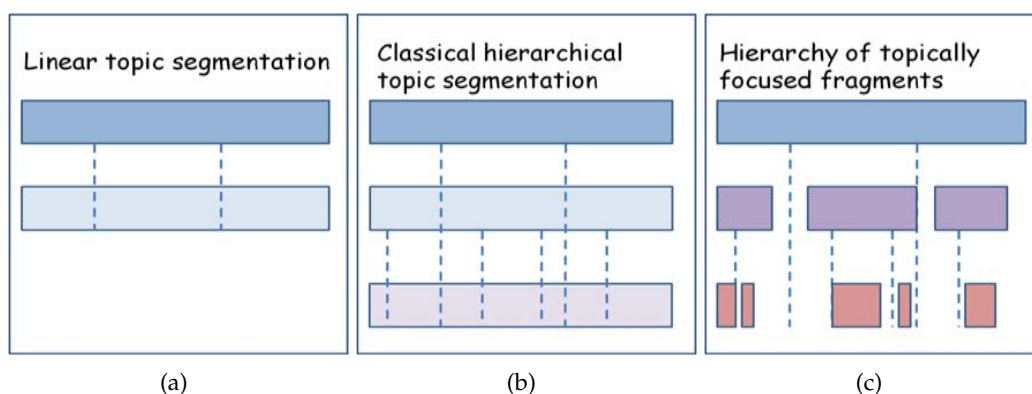 Linear topic segmentation
Classical hierarchical
topic segmentation
Hierarchy of topically
focused fragments
(a)
(b)
(c)